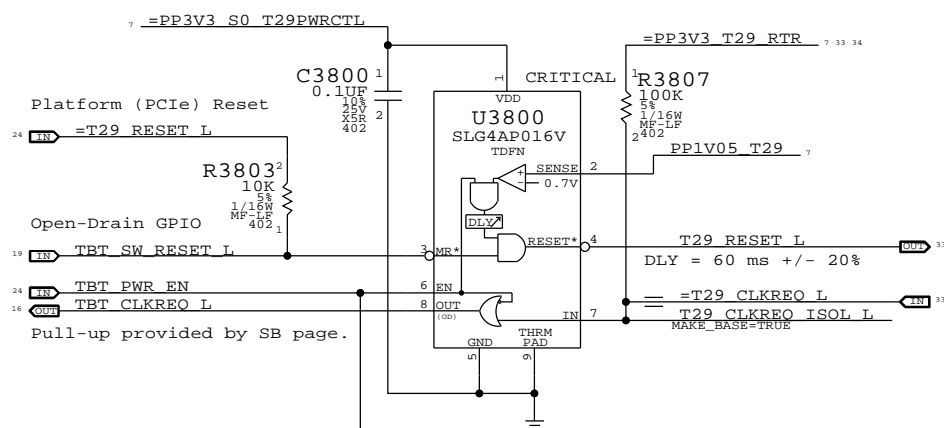 7 =PP3V3_S0_T29PWRCTL
=PP3V3_T29_RTR 7 33 34
C3800 1
0.1UF
10%
25V
X5R
402
2
1
VDD
CRITICAL
U3800
SLG4AP016V
TDFN
1 R3807
100K
5%
1/16W
MF-LF
2 402
Platform (PCIe) Reset
24 IN =T29_RESET_L
R3803 2
10K
5%
1/16W
MF-LF
402 1
PP1V05_T29 7
SENSE 2
+
- 0.7V
DLY
Open-Drain GPIO
19 IN TBT_SW_RESET_L 3 MR*
RESET* 4 T29_RESET_L OUT 33
DLY = 60 ms +/- 20%
24 IN TBT_PWR_EN 6 EN
16 OUT TBT_CLKREQ_L 8 OUT
(OD)
=T29_CLKREQ_L IN 33
IN 7 T29_CLKREQ_ISOL_L
MAKE_BASE=TRUE
Pull-up provided by SB page.
GND
5
THRM
PAD
9